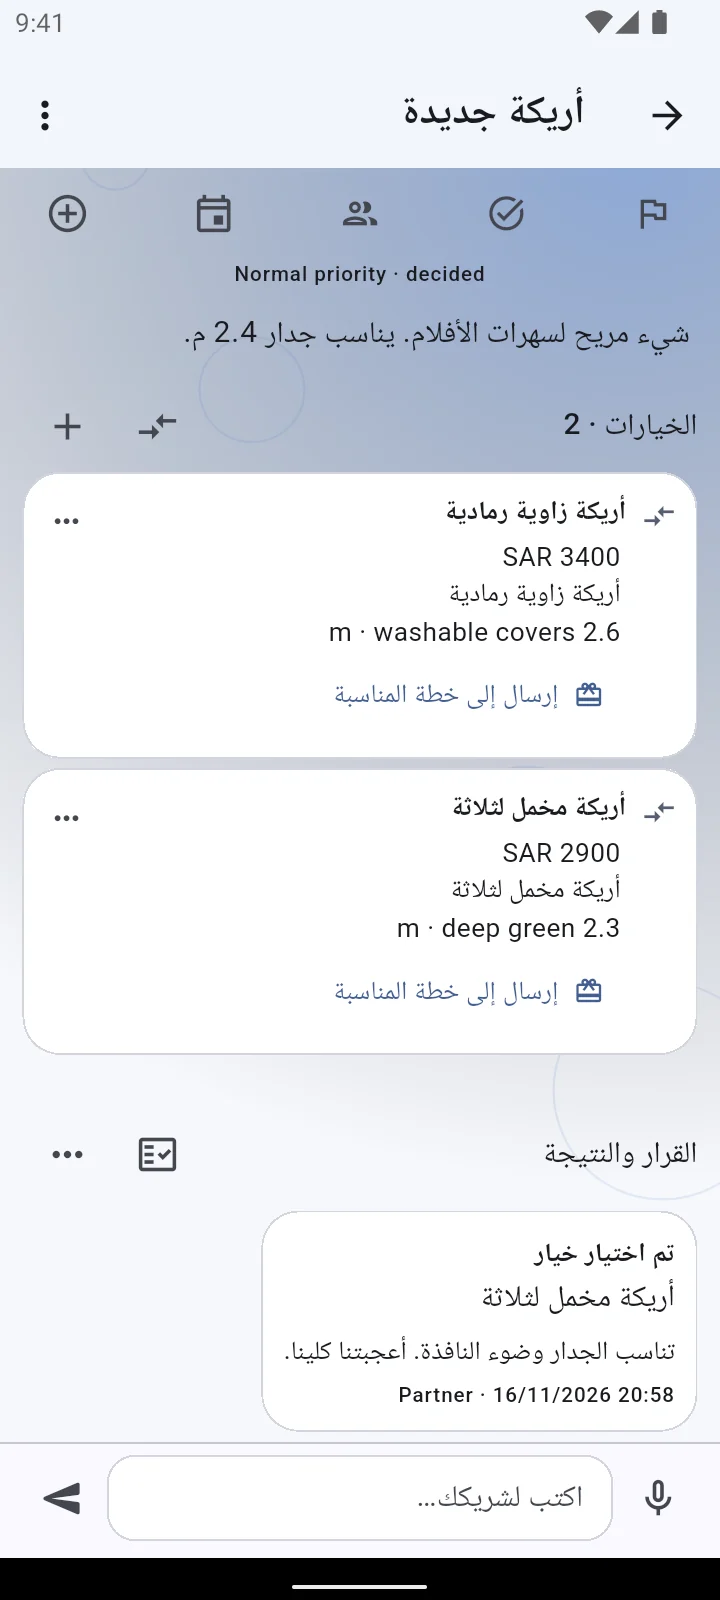 9:41
أريكة جديدة
Normal priority · decided
شيء مريح لسهرات الأفلام. يناسب جدار 2.4 م.
الخيارات · 2
أريكة زاوية رمادية
SAR 3400
أريكة زاوية رمادية
m · washable covers 2.6
إرسال إلى خطة المناسبة
أريكة مخمل لثلاثة
SAR 2900
أريكة مخمل لثلاثة
m · deep green 2.3
إرسال إلى خطة المناسبة
القرار والنتيجة
تم اختيار خيار
أريكة مخمل لثلاثة
تناسب الجدار وضوء النافذة. أعجبتنا كلينا.
Partner · 16/11/2026 20:58
اكتب لشريكك...